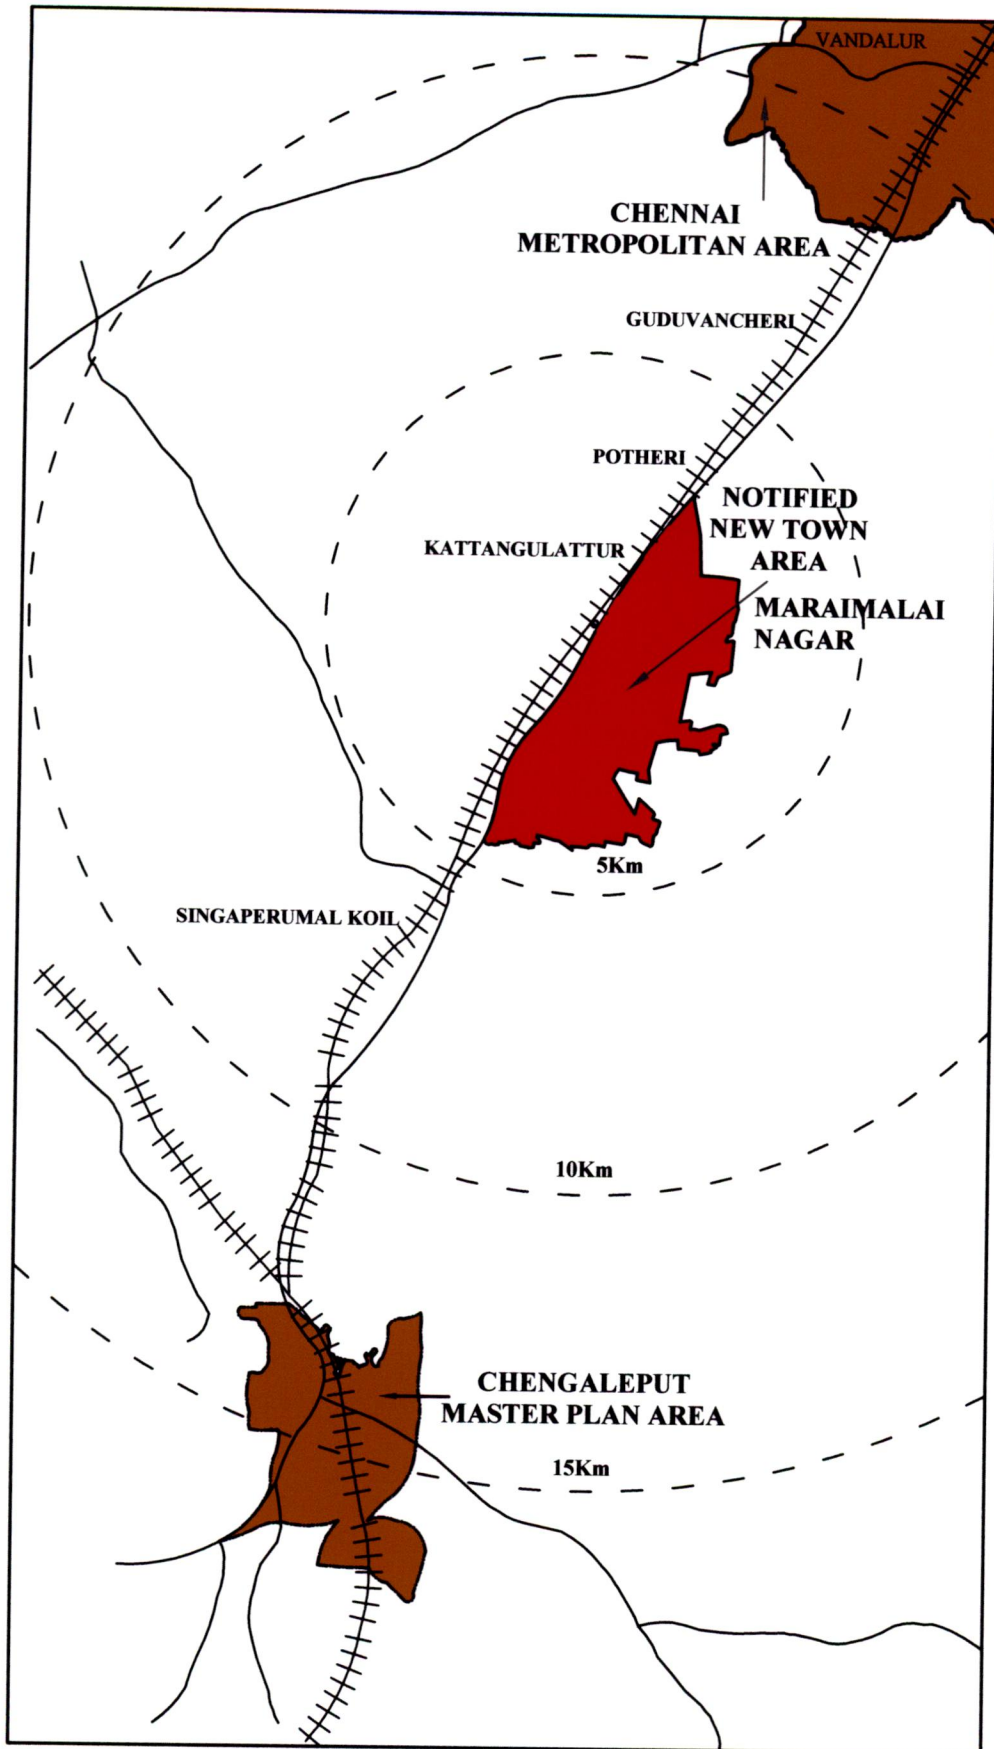 VANDALUR
CHENNAI
METROPOLITAN AREA
GUDUVANCHERI
POTHERI
NOTIFIED
NEW TOWN
AREA
KATTANGULATTUR
MARAIMALAI
NAGAR
5Km
SINGAPERUMAL KOIL
10Km
CHENGALEPUT
MASTER PLAN AREA
15Km